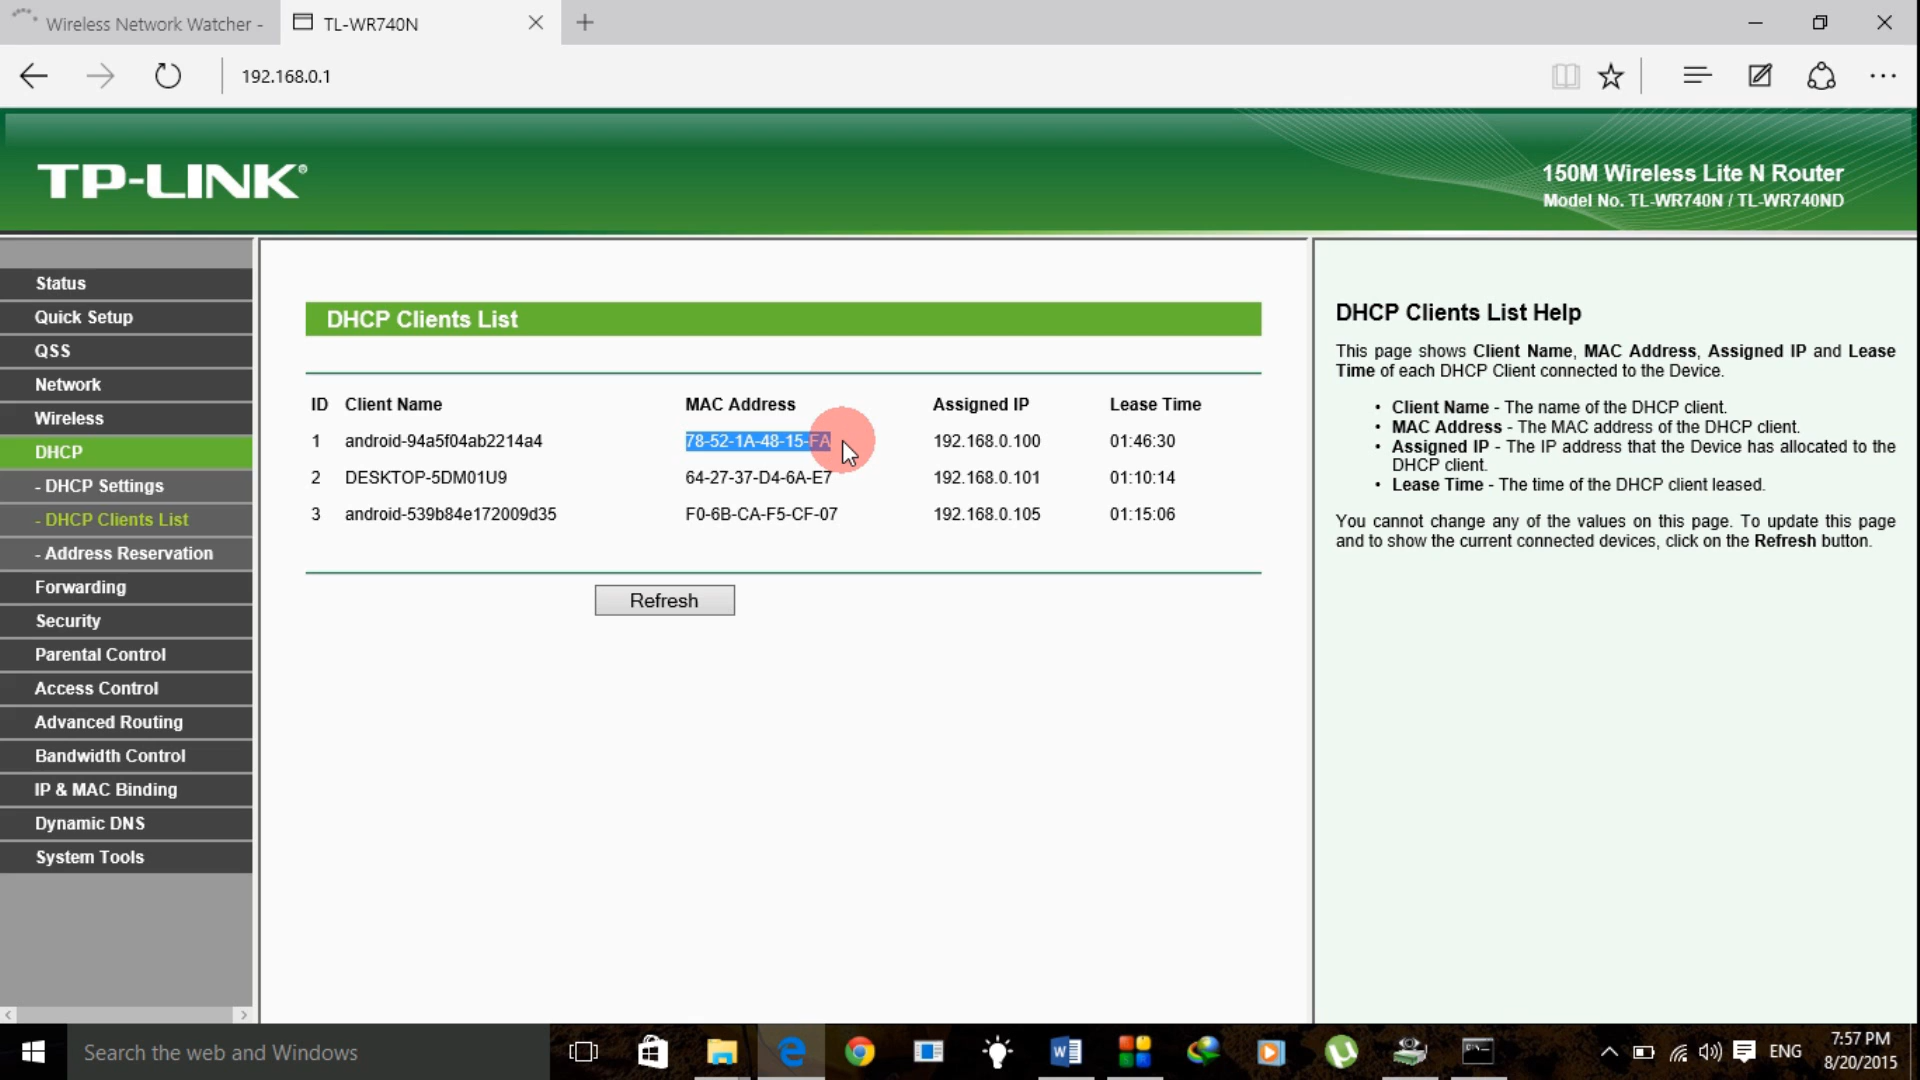 Wireless Network Watcher -
TL-WR740N
192.168.0.1
TP-LINK®
150M Wireless Lite N Router
Model No. TL-WR740N / TL-WR740ND
Status
Quick Setup
QSS
Network
Wireless
DHCP
- DHCP Settings
- DHCP Clients List
- Address Reservation
Forwarding
Security
Parental Control
Access Control
Advanced Routing
Bandwidth Control
IP & MAC Binding
Dynamic DNS
System Tools
DHCP Clients List
ID Client Name MAC Address Assigned IP Lease Time
1 android-94a5f04ab2214a4 78-52-1A-48-15-FA 192.168.0.100 01:46:30
2 DESKTOP-5DM01U9 64-27-37-D4-6A-E7 192.168.0.101 01:10:14
3 android-539b84e172009d35 F0-6B-CA-F5-CF-07 192.168.0.105 01:15:06
Refresh
DHCP Clients List Help
This page shows Client Name, MAC Address, Assigned IP and Lease
Time of each DHCP Client connected to the Device.
• Client Name - The name of the DHCP client.
• MAC Address - The MAC address of the DHCP client.
• Assigned IP - The IP address that the Device has allocated to the
DHCP client.
• Lease Time - The time of the DHCP client leased.
You cannot change any of the values on this page. To update this page
and to show the current connected devices, click on the Refresh button.
Search the web and Windows
ENG
7:57 PM
8/20/2015